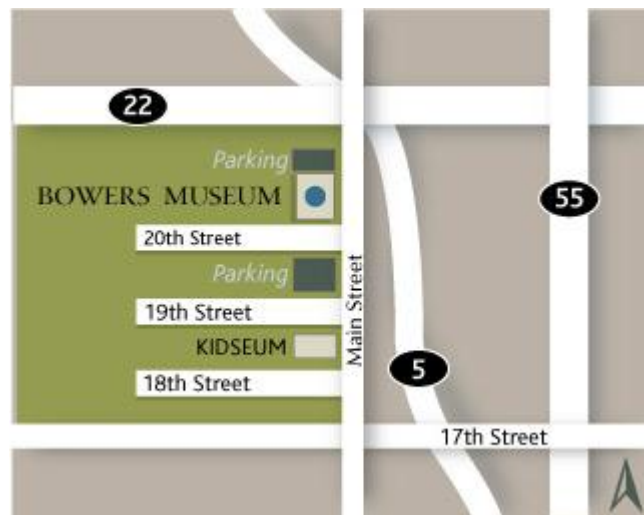 22
Parking
BOWERS MUSEUM
55
20th Street
Parking
Main Street
19th Street
KIDSEUM
5
18th Street
17th Street